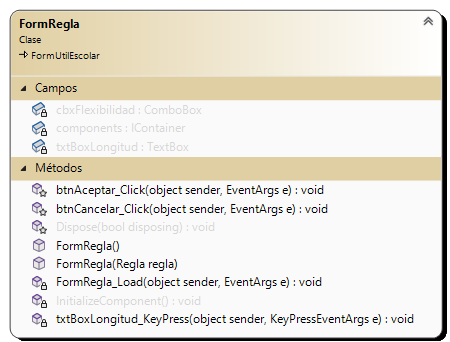 FormRegla
Clase
FormUtilEscolar
Campos
cbxFlexibilidad : ComboBox
components : IContainer
txtBoxLongitud : TextBox
Métodos
btnAceptar_Click(object sender, EventArgs e) : void
btnCancelar_Click(object sender, EventArgs e) : void
Dispose(bool disposing) : void
FormRegla()
FormRegla(Regla regla)
FormRegla_Load(object sender, EventArgs e) : void
InitializeComponent() : void
txtBoxLongitud_KeyPress(object sender, KeyPressEventArgs e) : void